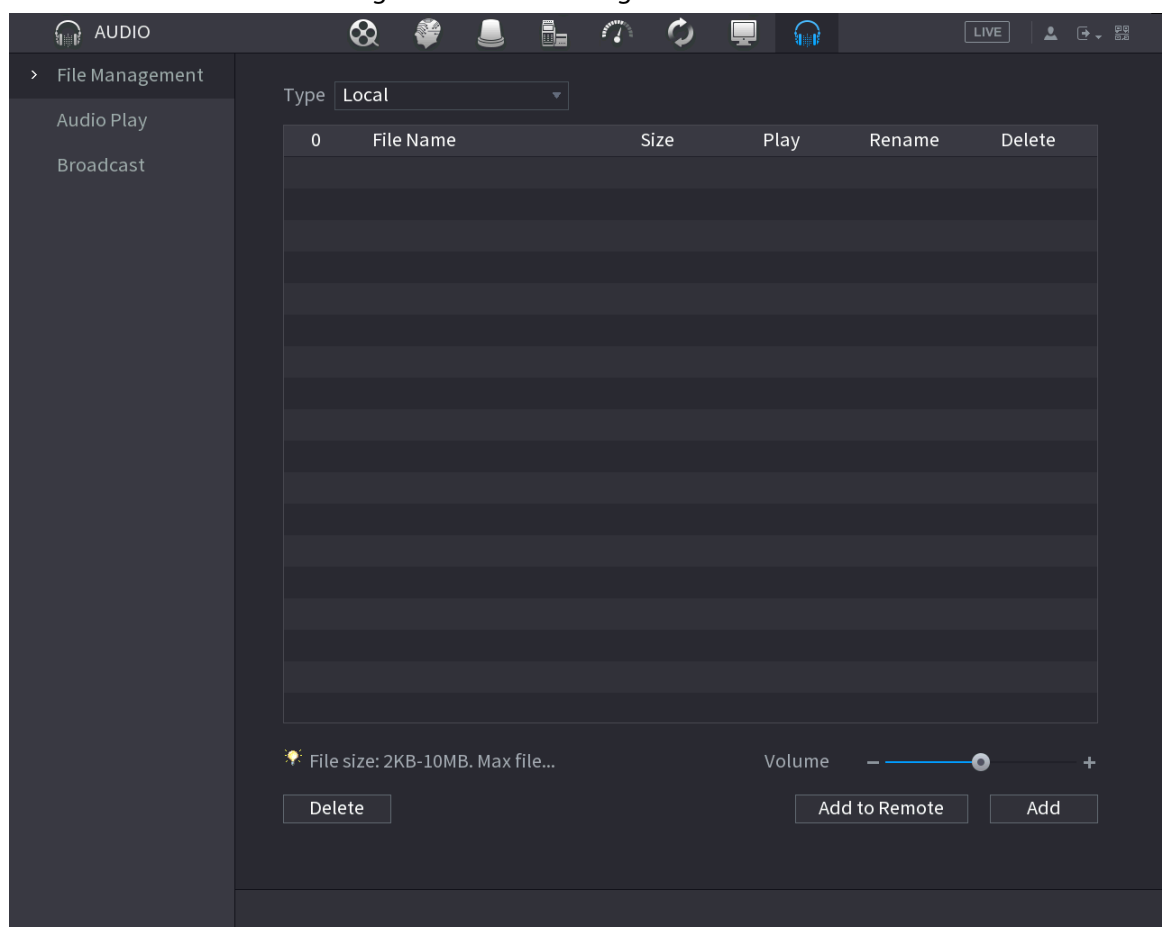 AUDIO
LIVE
File Management
Audio Play
Broadcast
Type Local
0 File Name Size Play Rename Delete
File size: 2KB-10MB. Max file...
Volume
Delete Add to Remote Add